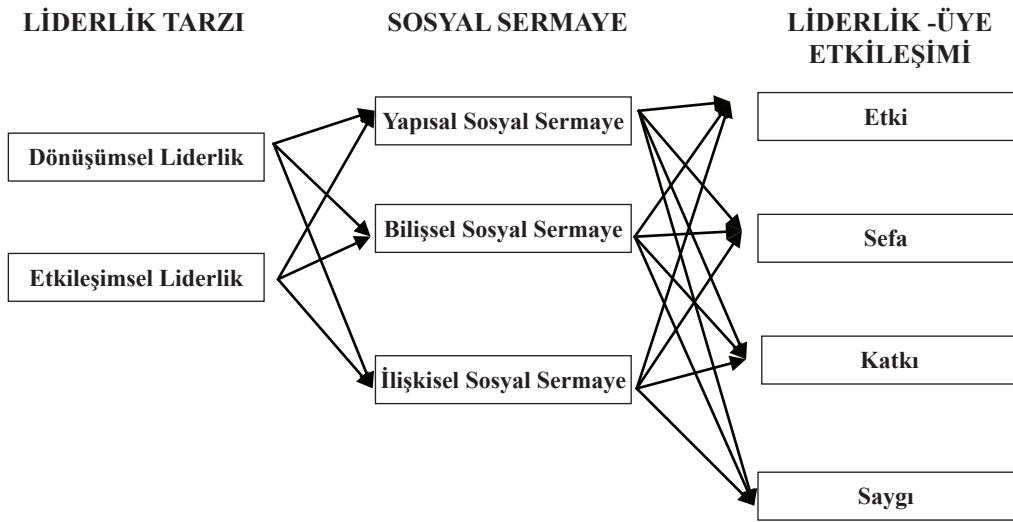 LİDERLİK TARZI
SOSYAL SERMAYE
LİDERLİK -ÜYE
ETKİLEŞİMİ
Dönüşümsel Liderlik
Etkileşimsel Liderlik
Yapısal Sosyal Sermaye
Bilişsel Sosyal Sermaye
İlişkisel Sosyal Sermaye
Etki
Sefa
Katkı
Saygı